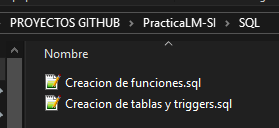 PROYECTOS GITHUB > PracticaLM-SI > SQL
Nombre
Creacion de funciones.sql
Creacion de tablas y triggers.sql